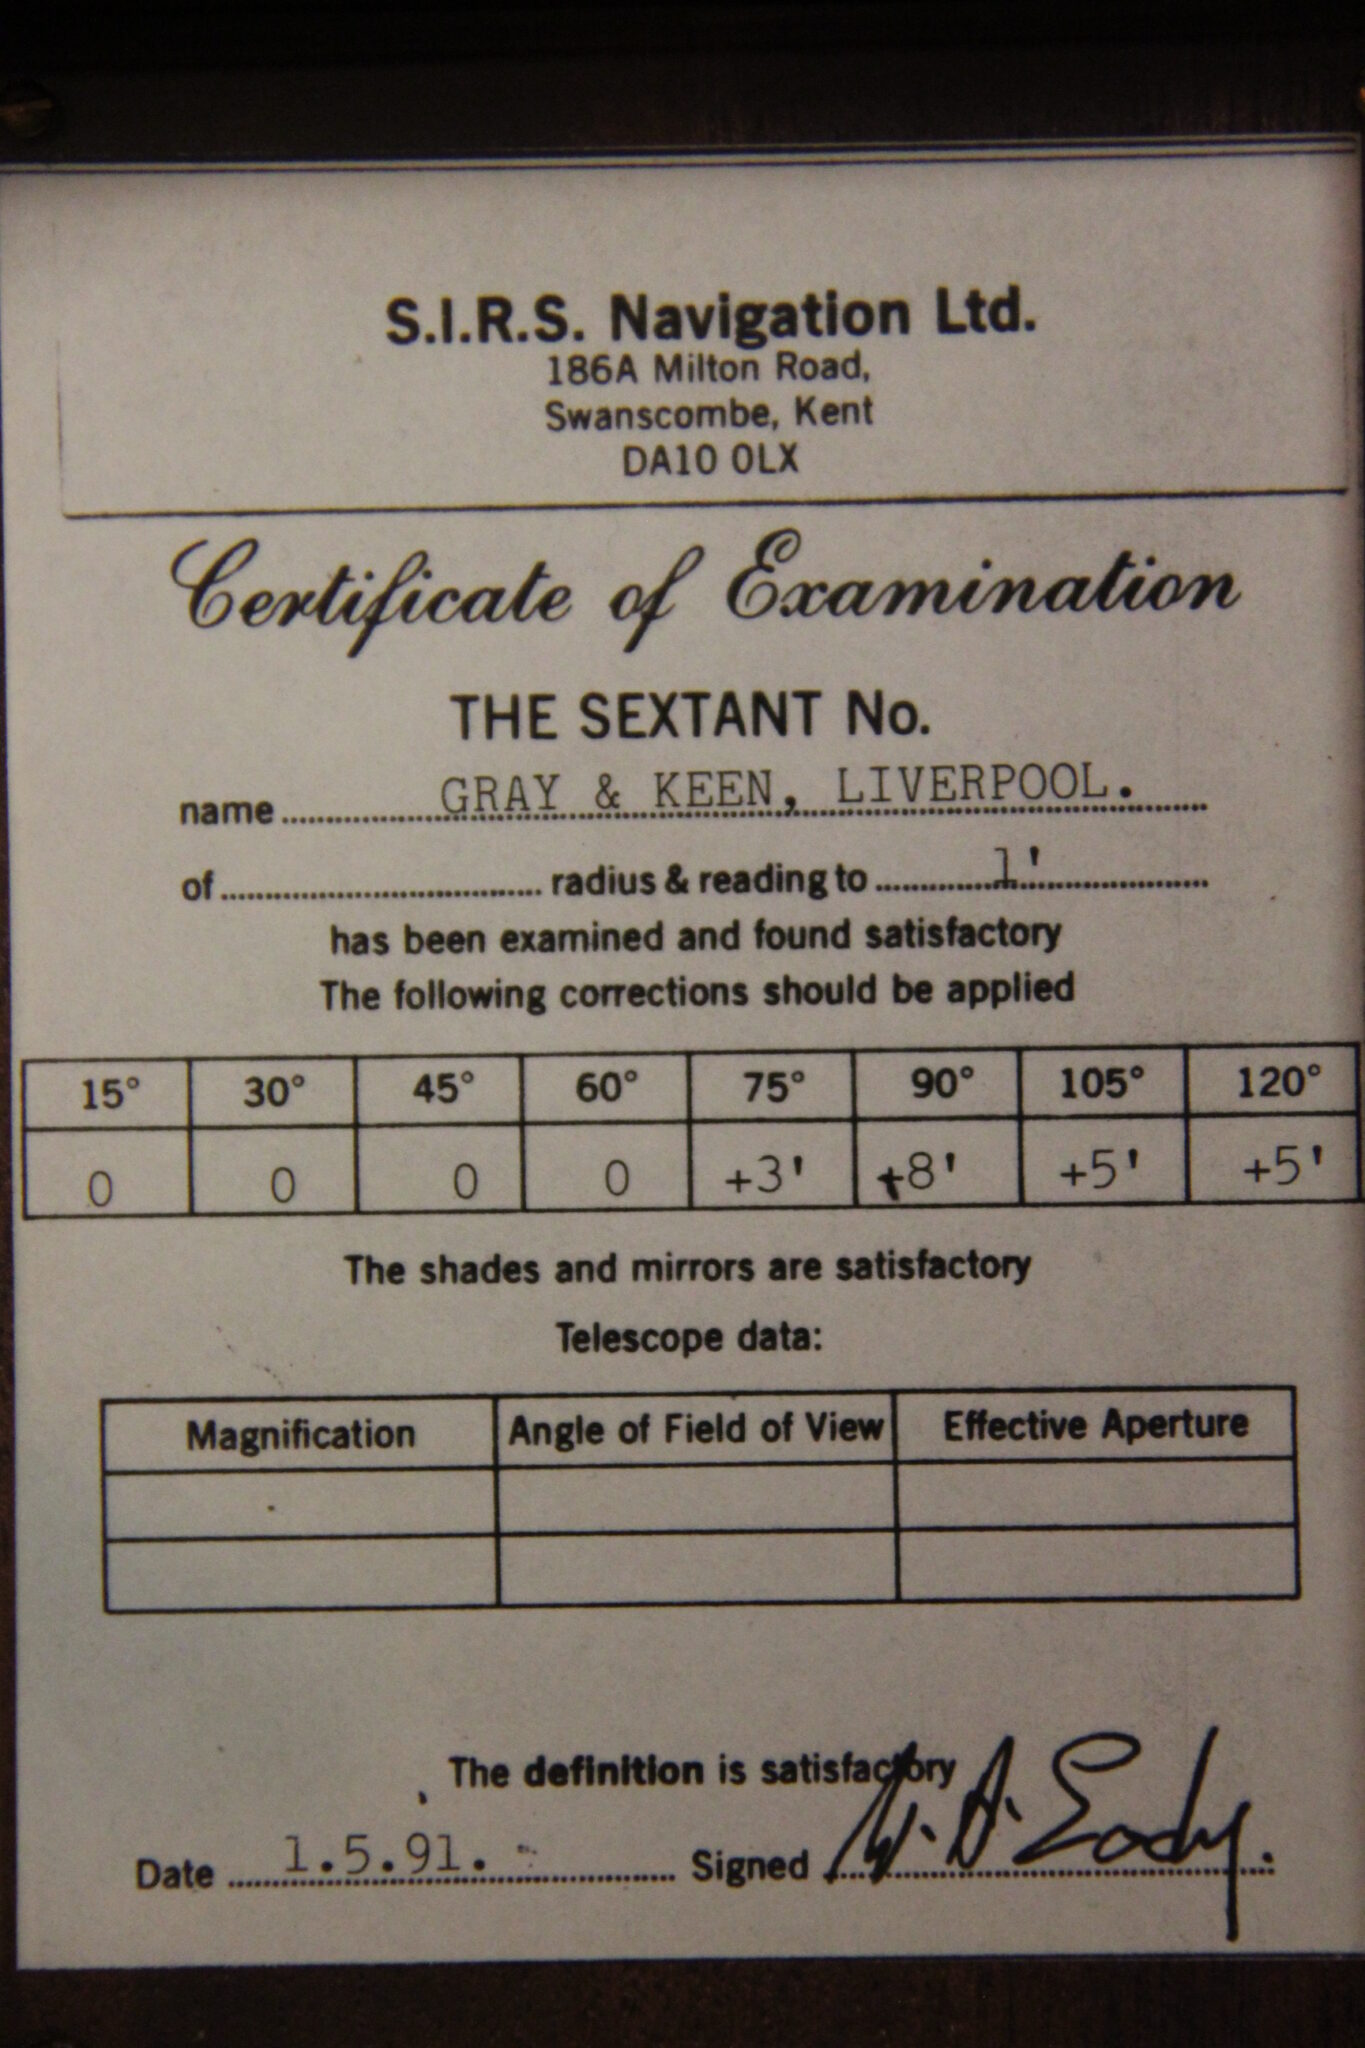 S.I.R.S. Navigation Ltd.
186A Milton Road,
Swanscombe, Kent
DA10 0LX
Certificate of Examination
THE SEXTANT No.
name GRAY & KEEN, LIVERPOOL.
of radius & reading to 1'
has been examined and found satisfactory
The following corrections should be applied
15° 30° 45° 60° 75° 90° 105° 120°
0 0 0 0 +3' +8' +5' +5'
The shades and mirrors are satisfactory
Telescope data:
Magnification Angle of Field of View Effective Aperture
The definition is satisfactory
Date 1.5.91. Signed